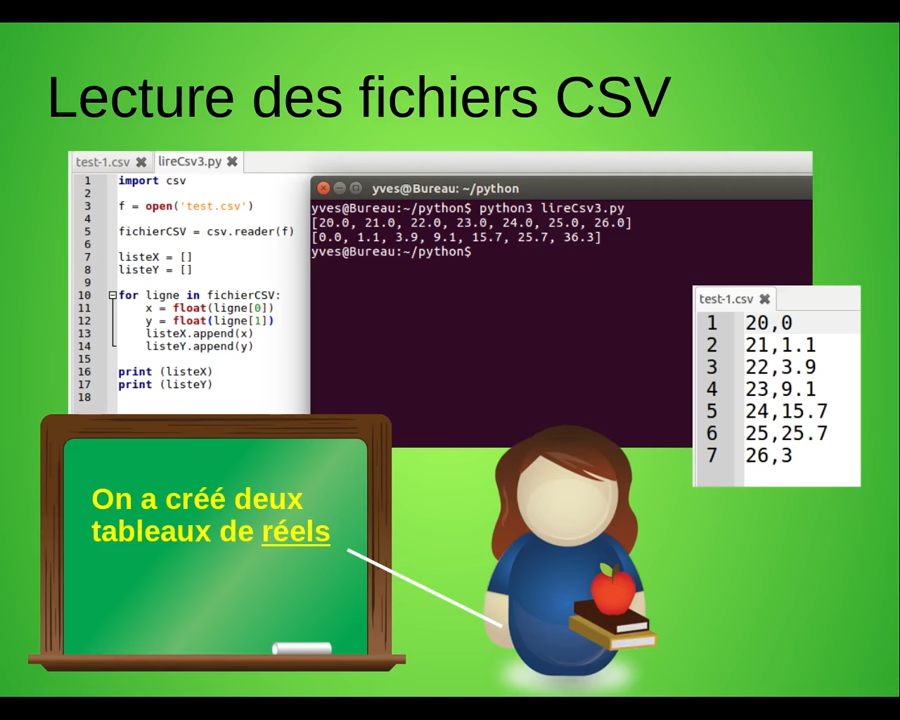 Lecture des fichiers CSV
test-1.csv ✖ lireCsv3.py ✖
1 import csv
2
3 f = open('test.csv')
4
5 fichierCSV = csv.reader(f)
6
7 listeX = []
8 listeY = []
9
10 for ligne in fichierCSV:
11 x = float(ligne[0])
12 y = float(ligne[1])
13 listeX.append(x)
14 listeY.append(y)
15
16 print (listeX)
17 print (listeY)
18
yves@Bureau: ~/python
yves@Bureau:~/python$ python3 lireCsv3.py
[20.0, 21.0, 22.0, 23.0, 24.0, 25.0, 26.0]
[0.0, 1.1, 3.9, 9.1, 15.7, 25.7, 36.3]
yves@Bureau:~/python$
test-1.csv ✖
1 20,0
2 21,1.1
3 22,3.9
4 23,9.1
5 24,15.7
6 25,25.7
7 26,3
On a créé deux
tableaux de réels